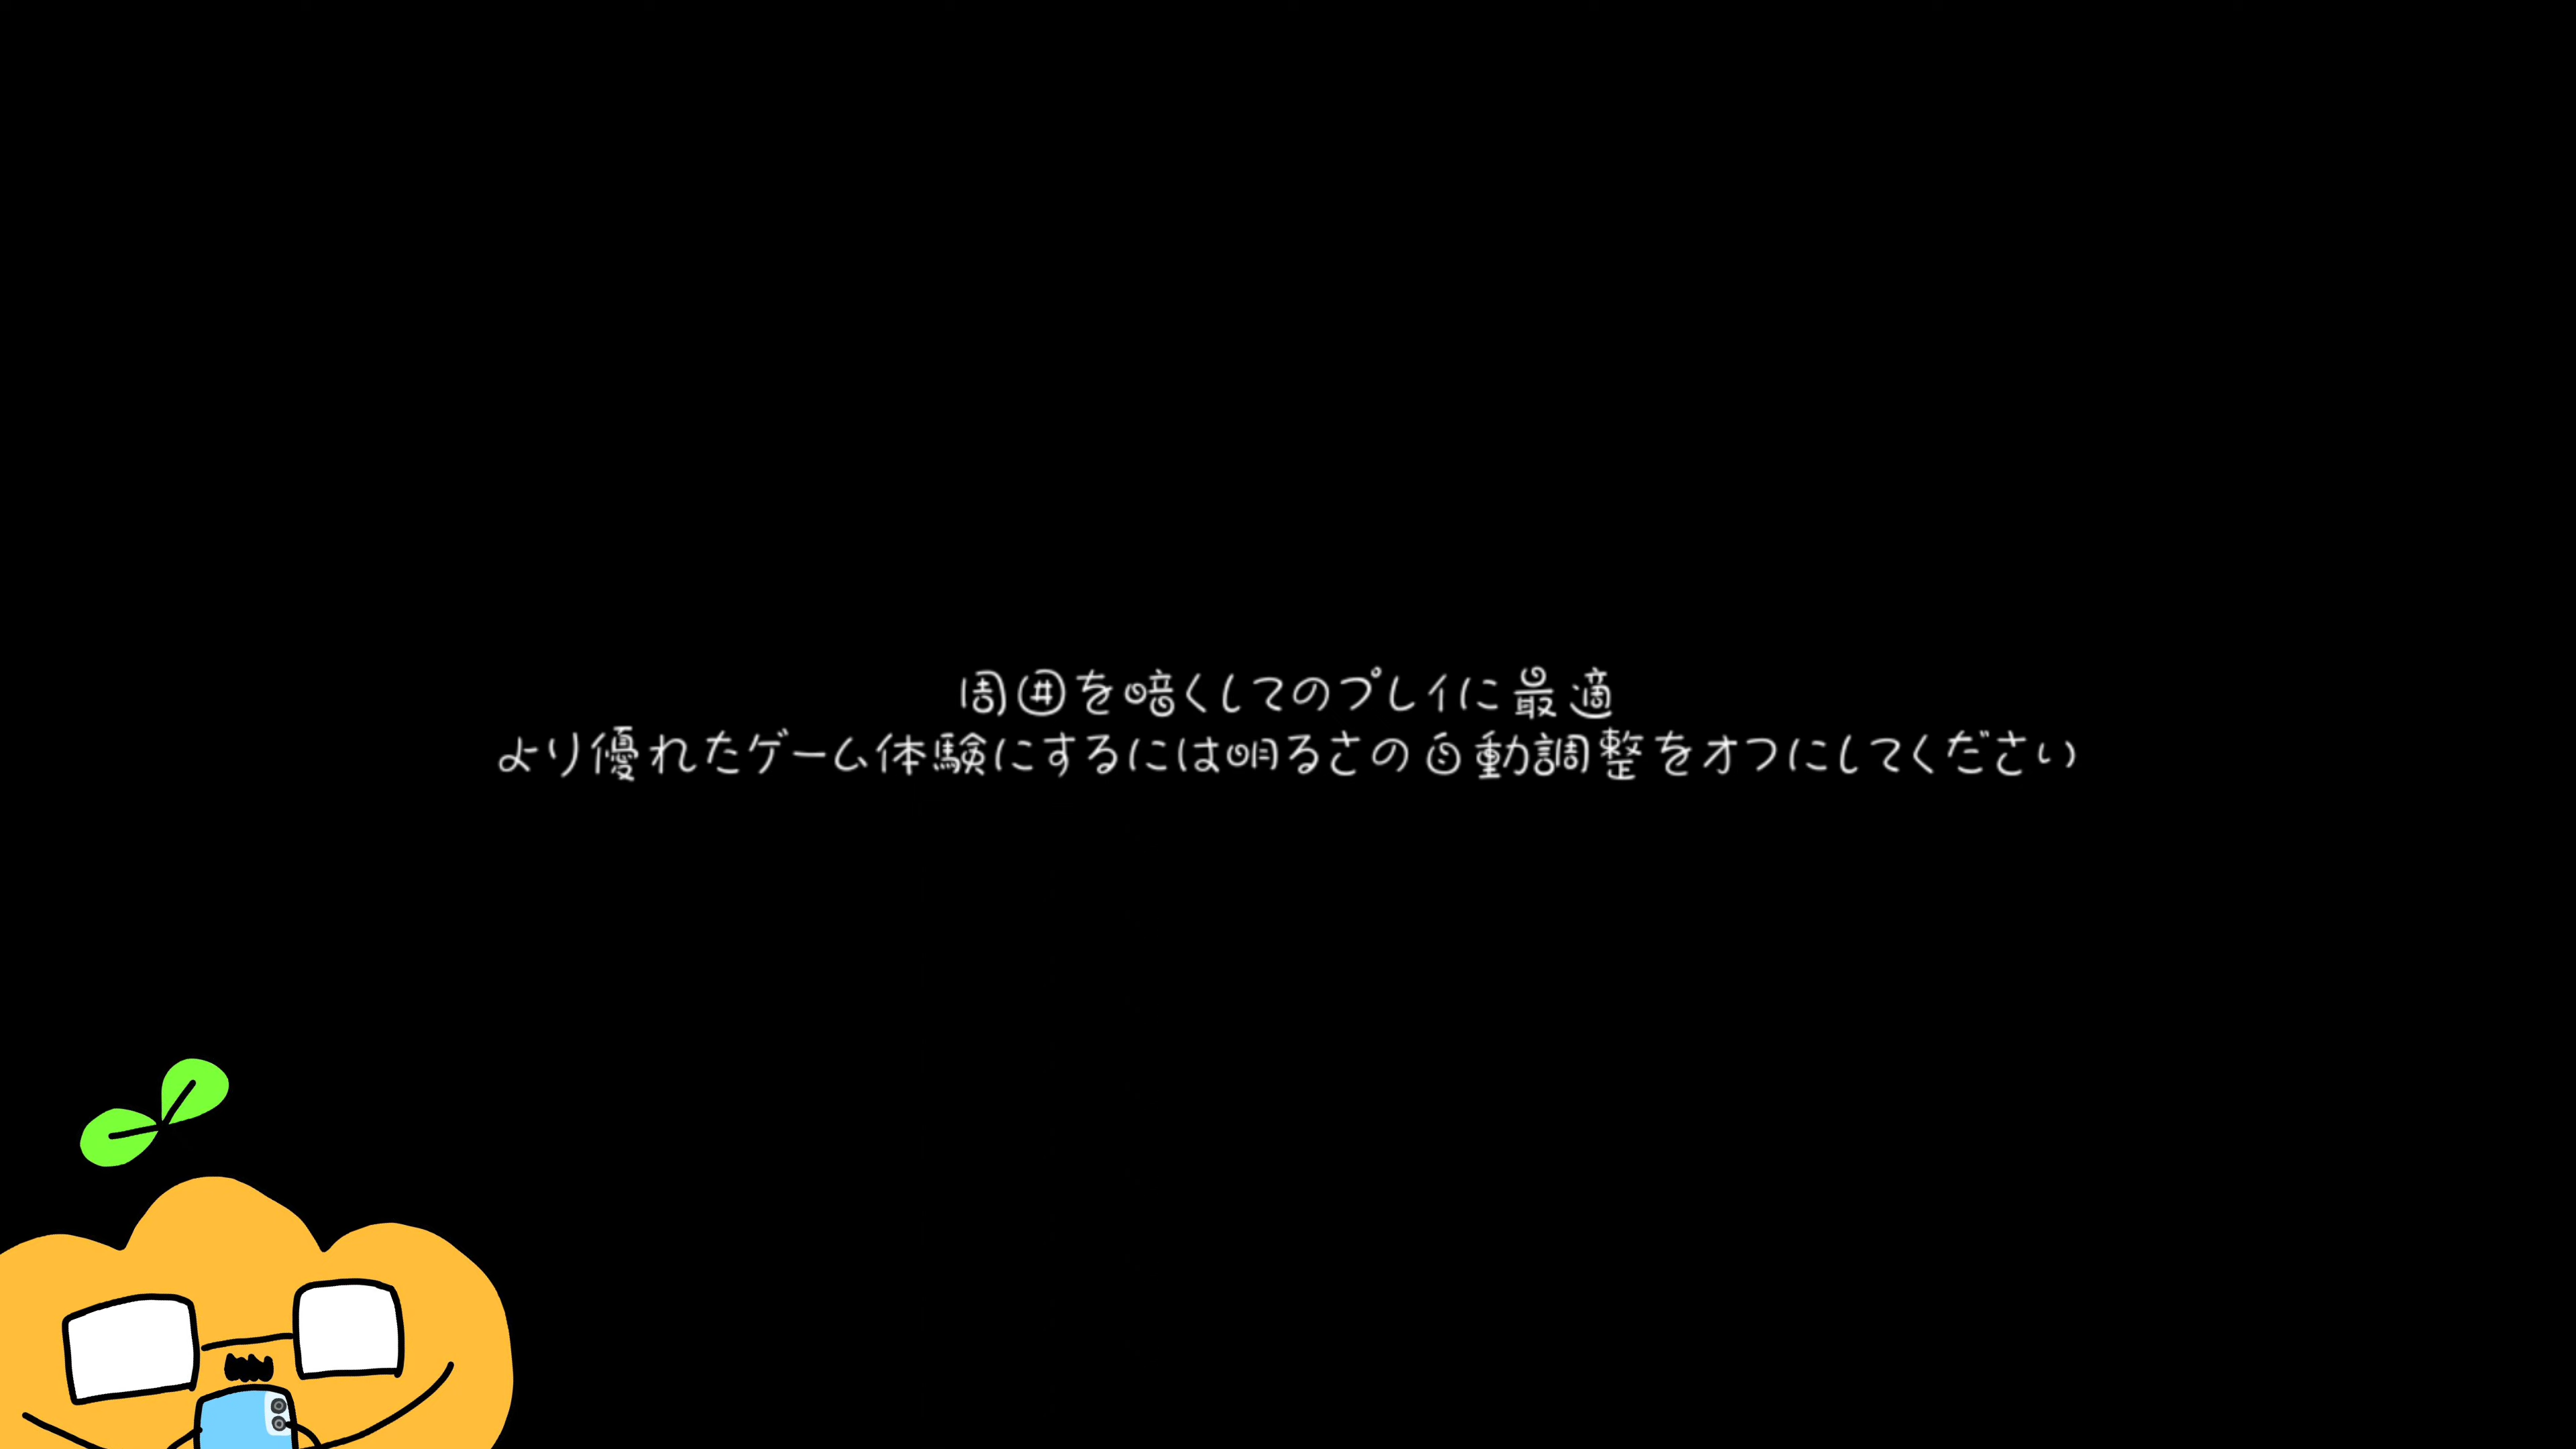 周囲を暗くしてのプレイに最適
より優れたゲーム体験にするには明るさの自動調整をオフにしてください